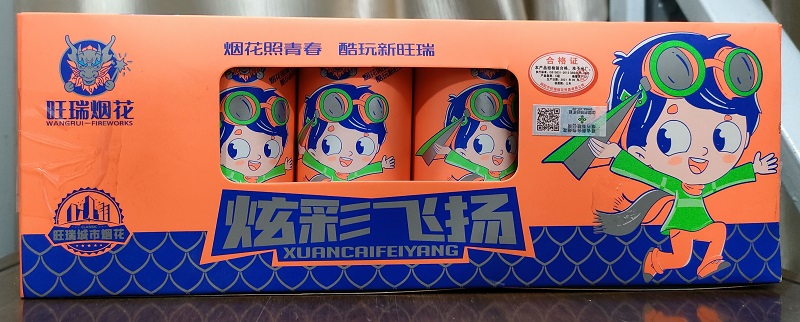 烟花照青春 酷玩新旺瑞
旺瑞烟花
WANGRUI—FIREWORKS
合格证
旺瑞城市烟花
炫彩飞扬
XUANCAIFEIYANG